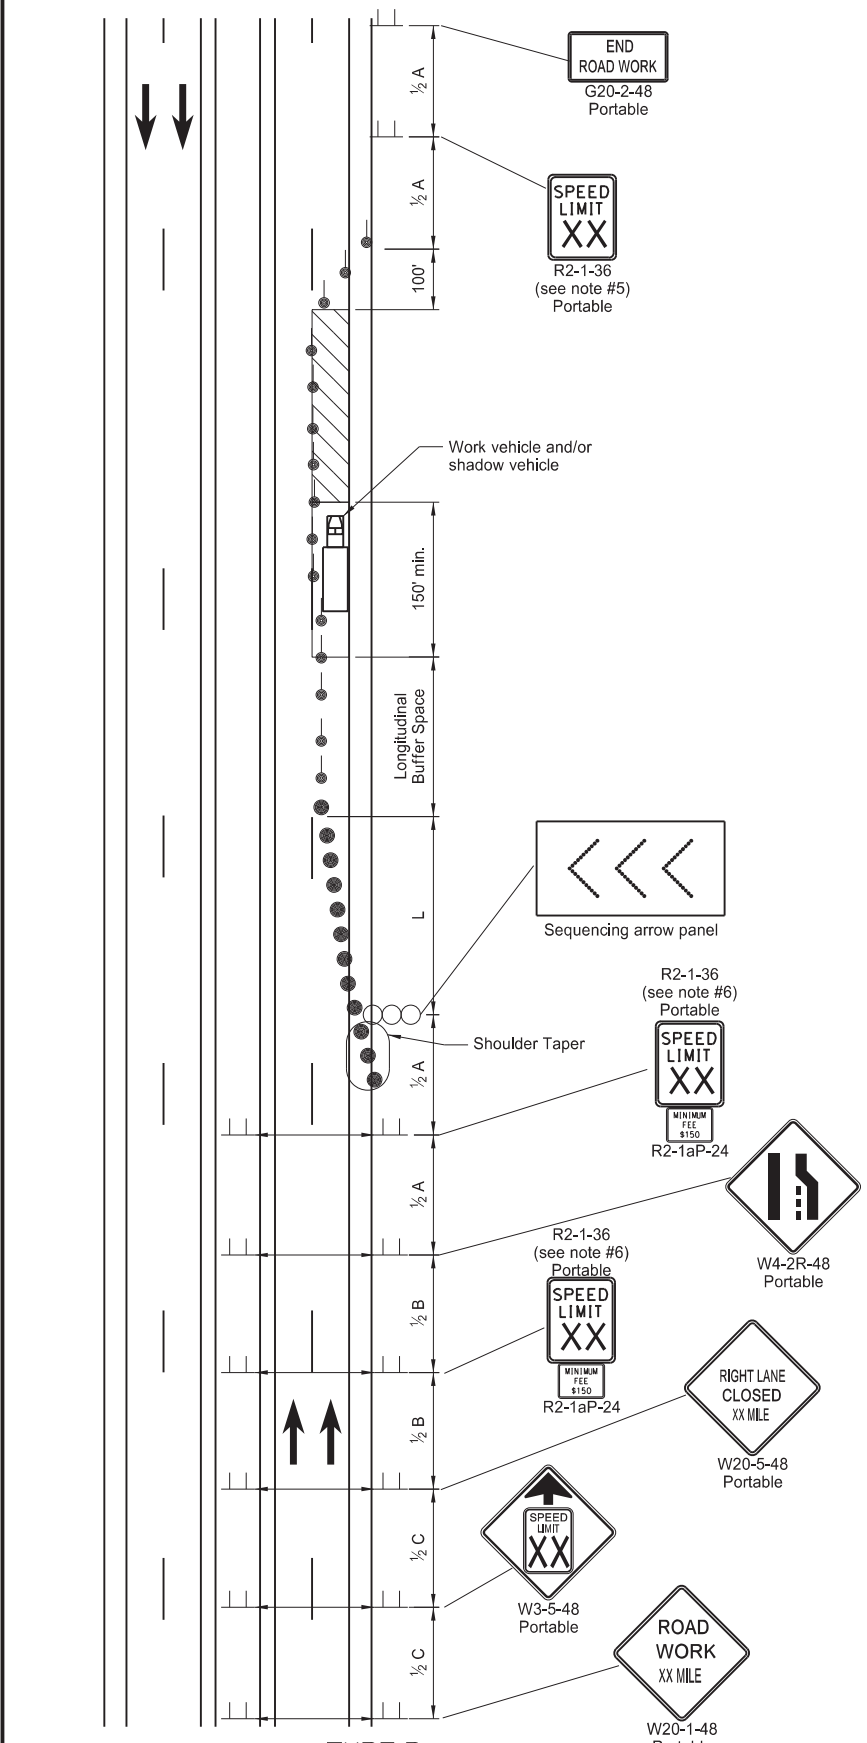 ½ A
END
ROAD WORK
G20-2-48
Portable
½ A
SPEED
LIMIT
XX
R2-1-36
(see note #5)
Portable
100'
Work vehicle and/or
shadow vehicle
150' min.
Longitudinal
Buffer Space
L
Sequencing arrow panel
R2-1-36
(see note #6)
Portable
SPEED
LIMIT
XX
MINIMUM
FEE
$150
R2-1aP-24
Shoulder Taper
½ A
½ A
W4-2R-48
Portable
R2-1-36
(see note #6)
Portable
SPEED
LIMIT
XX
MINIMUM
FEE
$150
R2-1aP-24
½ B
½ B
RIGHT LANE
CLOSED
XX MILE
W20-5-48
Portable
½ C
SPEED
LIMIT
XX
W3-5-48
Portable
½ C
ROAD
WORK
XX MILE
W20-1-48